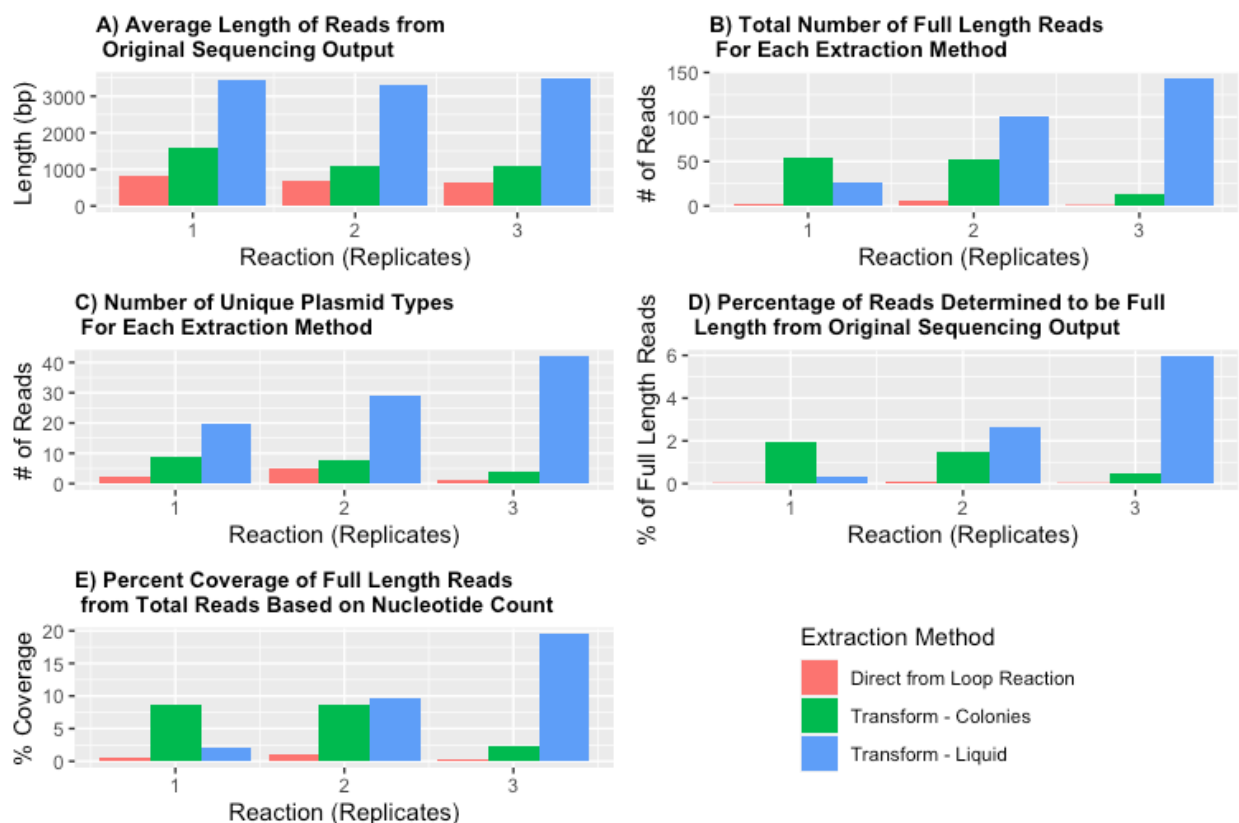 A) Average Length of Reads from
Original Sequencing Output
Length (bp)
3000
2000
1000
0
1
2
3
Reaction (Replicates)
B) Total Number of Full Length Reads
For Each Extraction Method
# of Reads
150
100
50
0
1
2
3
Reaction (Replicates)
C) Number of Unique Plasmid Types
For Each Extraction Method
# of Reads
40
30
20
10
0
1
2
3
Reaction (Replicates)
D) Percentage of Reads Determined to be Full
Length from Original Sequencing Output
% of Full Length Reads
6
4
2
0
1
2
3
Reaction (Replicates)
E) Percent Coverage of Full Length Reads
from Total Reads Based on Nucleotide Count
% Coverage
20
15
10
5
0
1
2
3
Reaction (Replicates)
Extraction Method
Direct from Loop Reaction
Transform - Colonies
Transform - Liquid